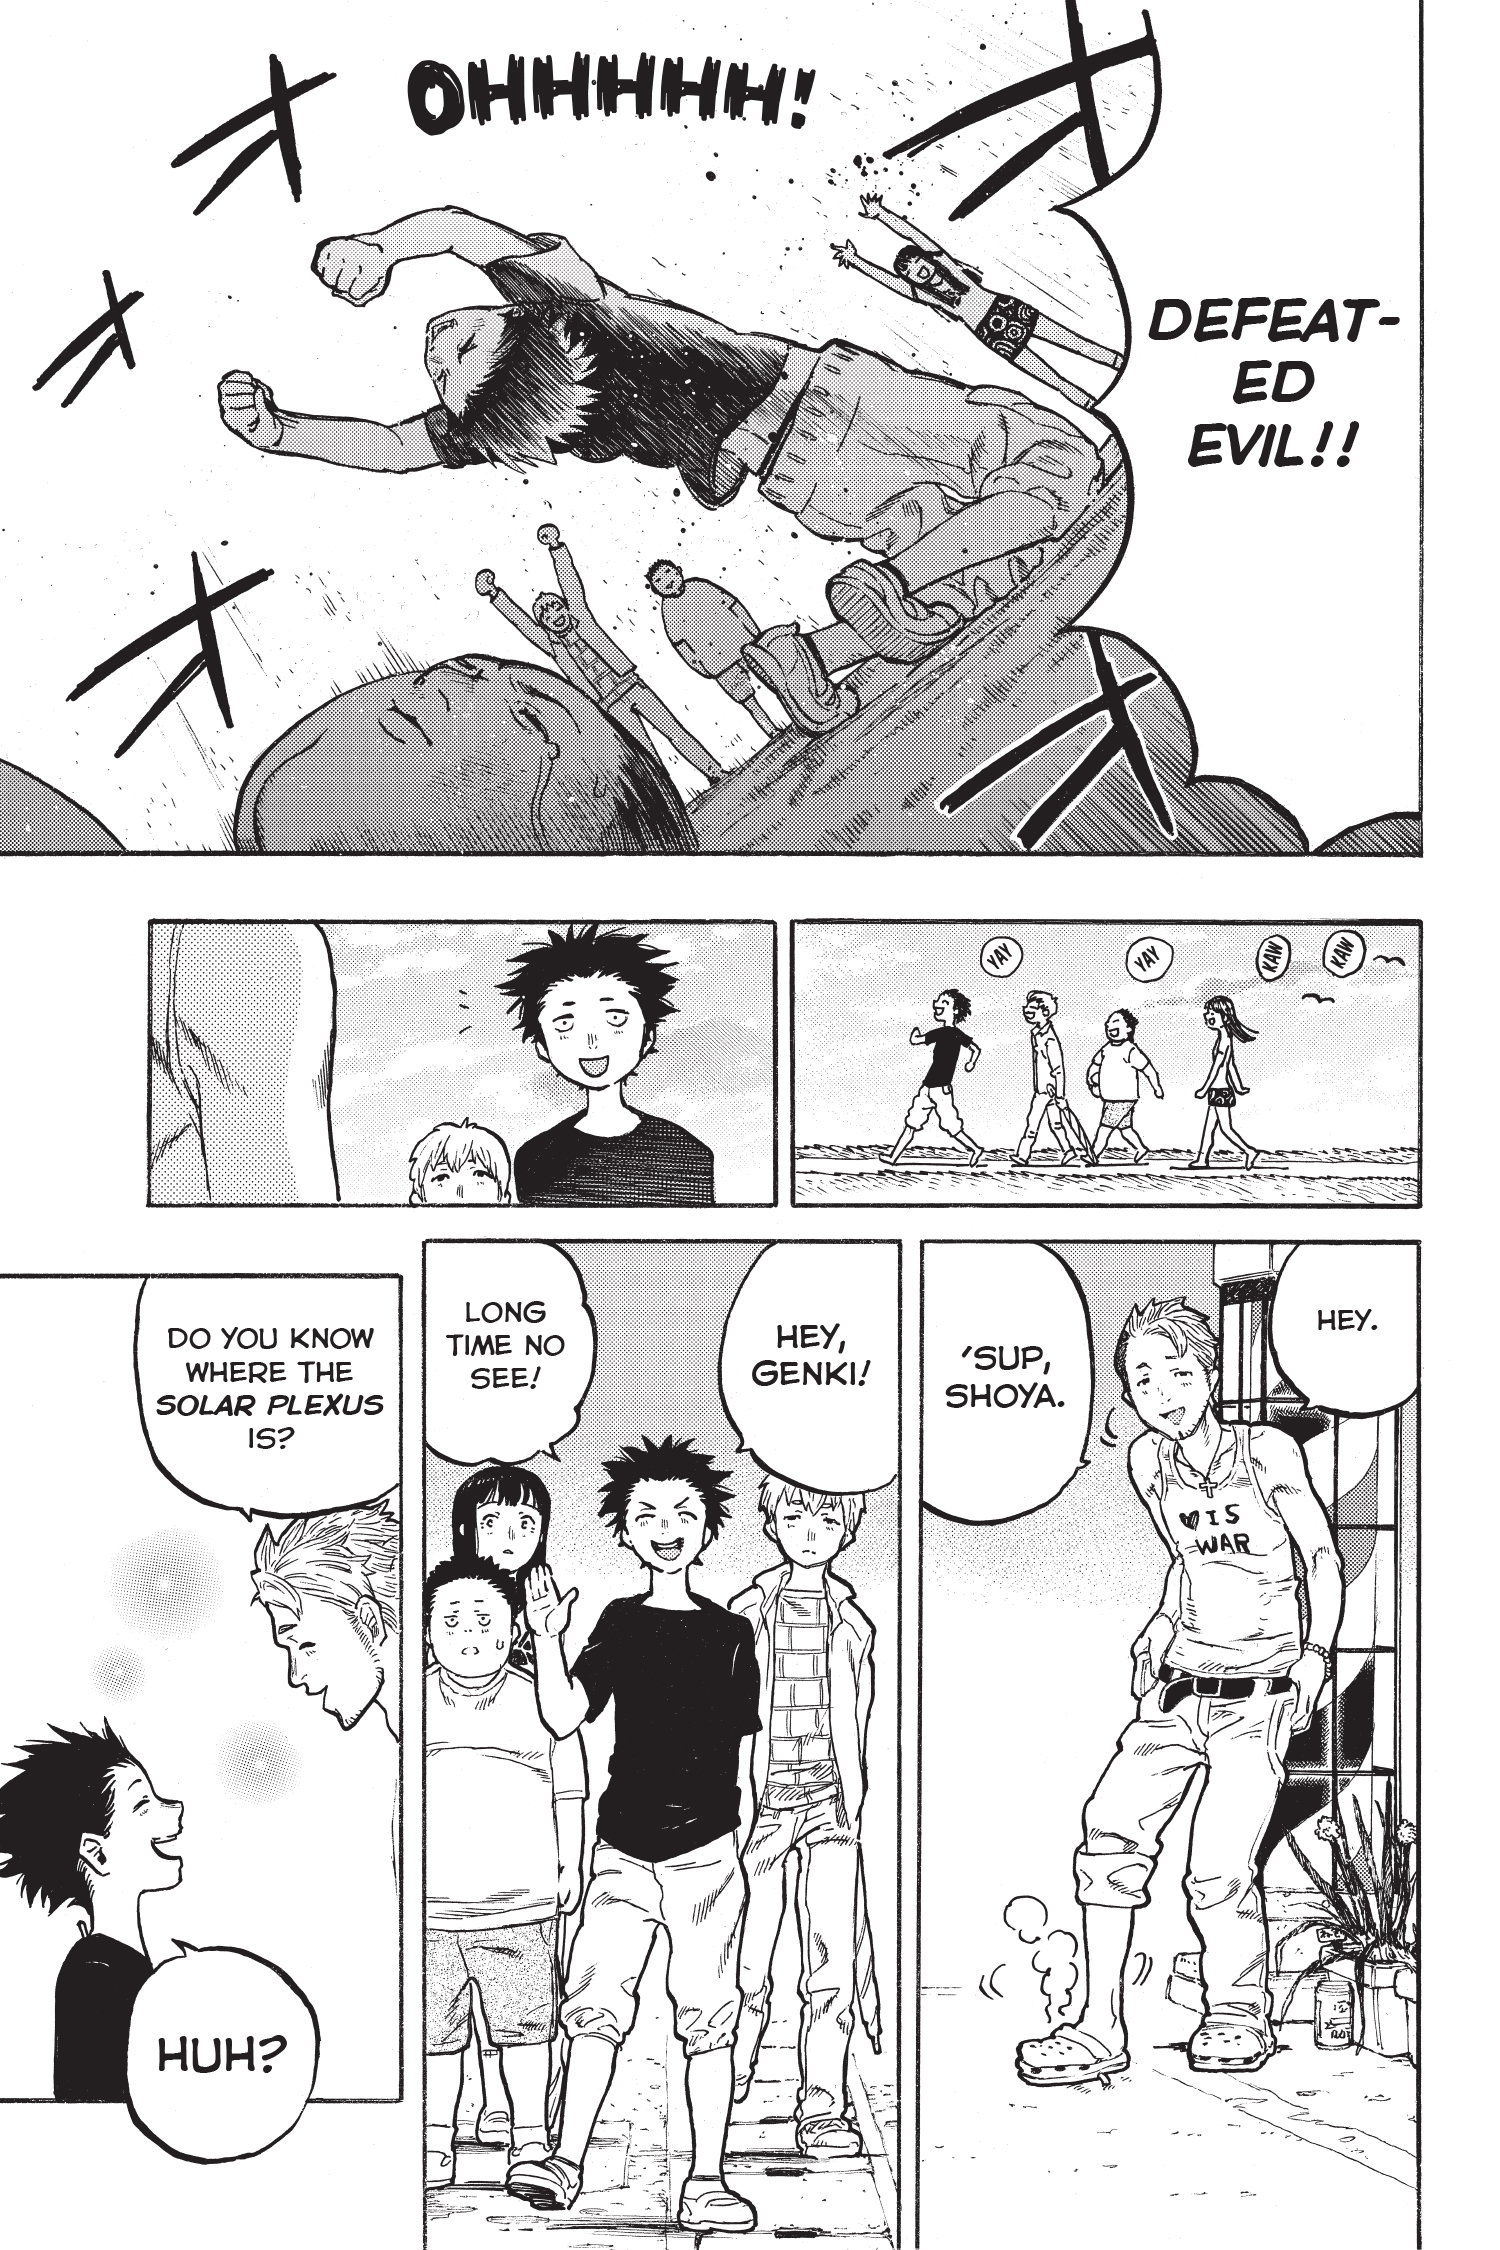 DEFEAT-
ED
EVIL!!
OHHHHHH!
KAW
KAW
YAY
YAY
HEY.
'SUP,
SHOYA.
♥IS
WAR
HEY,
GENKI!
LONG
TIME NO
SEE!
DO YOU KNOW
WHERE THE
SOLAR PLEXUS
IS?
HUH?